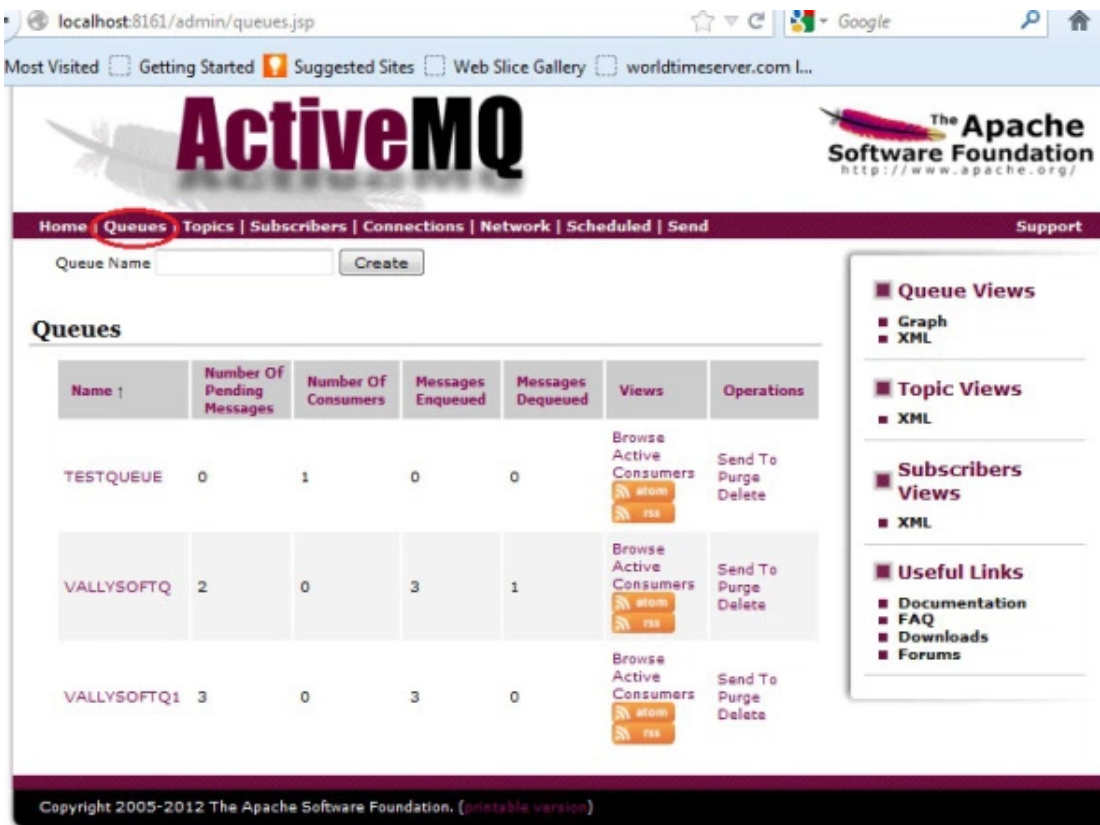 localhost:8161/admin/queues.jsp
Google
Most Visited Getting Started Suggested Sites Web Slice Gallery worldtimeserver.com I...
ActiveMQ
The Apache
Software Foundation
http://www.apache.org/
Home | Queues | Topics | Subscribers | Connections | Network | Scheduled | Send Support
Queue Name Create
Queues
Name ↑ Number Of Pending Messages Number Of Consumers Messages Enqueued Messages Dequeued Views Operations
TESTQUEUE 0 1 0 0
Browse
Active
Consumers
atom
rss
Send To
Purge
Delete
VALLYSOFTQ 2 0 3 1
Browse
Active
Consumers
atom
rss
Send To
Purge
Delete
VALLYSOFTQ1 3 0 3 0
Browse
Active
Consumers
atom
rss
Send To
Purge
Delete
Queue Views
Graph
XML
Topic Views
XML
Subscribers
Views
XML
Useful Links
Documentation
FAQ
Downloads
Forums
Copyright 2005-2012 The Apache Software Foundation. (printable version)